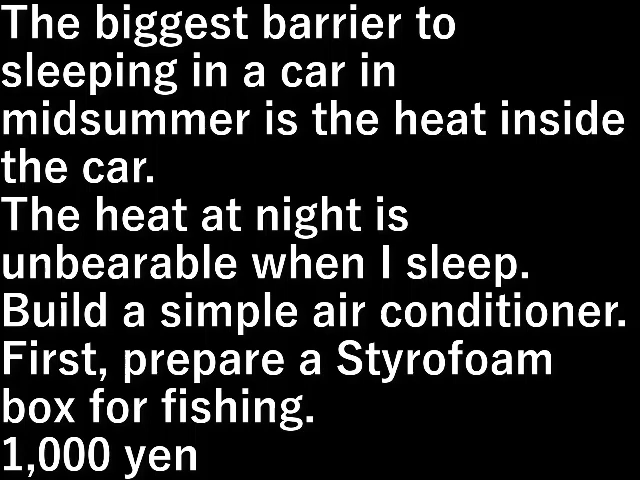 The biggest barrier to
sleeping in a car in
midsummer is the heat inside
the car.
The heat at night is
unbearable when I sleep.
Build a simple air conditioner.
First, prepare a Styrofoam
box for fishing.
1,000 yen